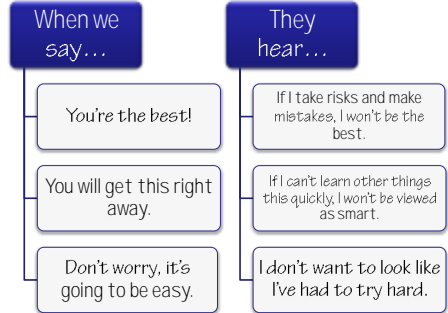 When we
say...
They
hear...
You're the best!
If I take risks and make
mistakes, I won't be the
best.
You will get this right
away.
If I can't learn other things
this quickly, I won't be viewed
as smart.
Don't worry, it's
going to be easy.
I don't want to look like
I've had to try hard.